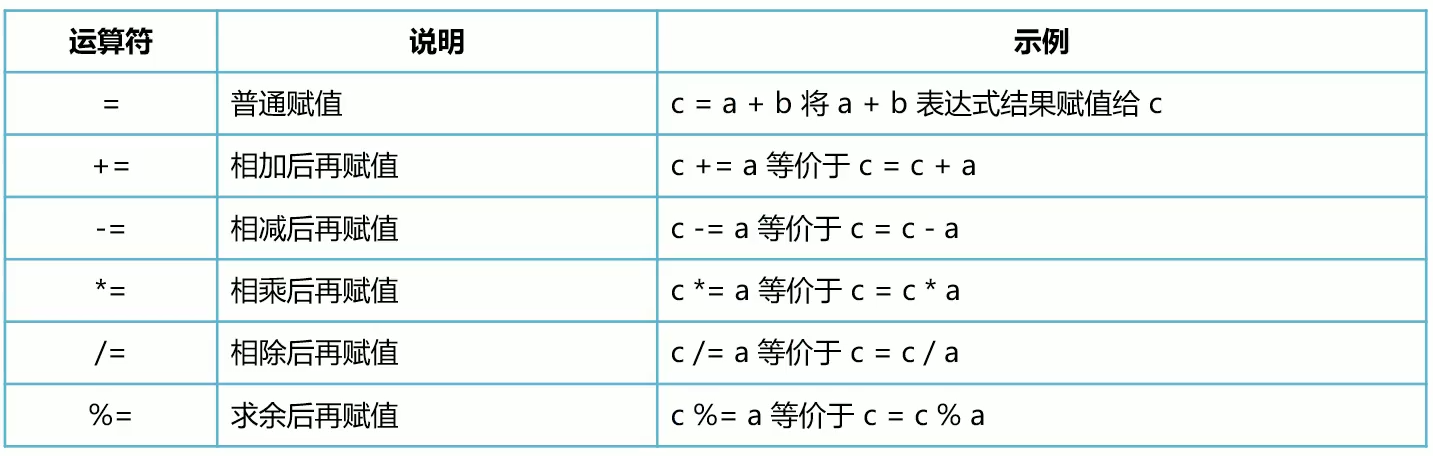 运算符 说明 示例
= 普通赋值 c = a + b 将 a + b 表达式结果赋值给 c
+= 相加后再赋值 c += a 等价于 c = c + a
-= 相减后再赋值 c -= a 等价于 c = c - a
*= 相乘后再赋值 c *= a 等价于 c = c * a
/= 相除后再赋值 c /= a 等价于 c = c / a
%= 求余后再赋值 c %= a 等价于 c = c % a